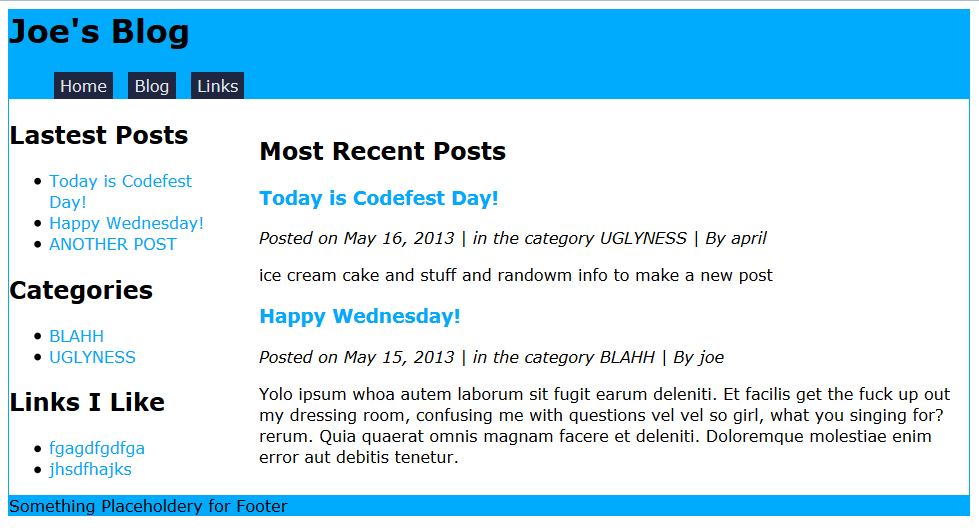 Joe's Blog
Home Blog Links
Lastest Posts
Today is Codefest
Day!
Happy Wednesday!
ANOTHER POST
Categories
BLAHH
UGLYNESS
Links I Like
fgagdfgdfga
jhsdfhajks
Most Recent Posts
Today is Codefest Day!
Posted on May 16, 2013 | in the category UGLYNESS | By april
ice cream cake and stuff and randowm info to make a new post
Happy Wednesday!
Posted on May 15, 2013 | in the category BLAHH | By joe
Yolo ipsum whoa autem laborum sit fugit earum deleniti. Et facilis get the fuck up out
my dressing room, confusing me with questions vel vel so girl, what you singing for?
rerum. Quia quaerat omnis magnam facere et deleniti. Doloremque molestiae enim
error aut debitis tenetur.
Something Placeholdery for Footer